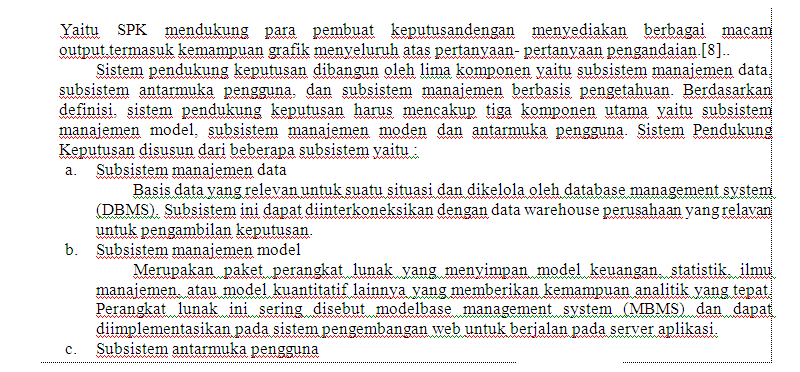 Yaitu SPK mendukung para pembuat keputusandengan menyediakan berbagai macam
output,termasuk kemampuan grafik menyeluruh atas pertanyaan- pertanyaan pengandaian.[8]..
Sistem pendukung keputusan dibangun oleh lima komponen yaitu subsistem manajemen data,
subsistem antarmuka pengguna, dan subsistem manajemen berbasis pengetahuan. Berdasarkan
definisi, sistem pendukung keputusan harus mencakup tiga komponen utama yaitu subsistem
manajemen model, subsistem manajemen moden dan antarmuka pengguna. Sistem Pendukung
Keputusan disusun dari beberapa subsistem yaitu :
a. Subsistem manajemen data
Basis data yang relevan untuk suatu situasi dan dikelola oleh database management system
(DBMS). Subsistem ini dapat diinterkoneksikan dengan data warehouse perusahaan yang relavan
untuk pengambilan keputusan.
b. Subsistem manajemen model
Merupakan paket perangkat lunak yang menyimpan model keuangan, statistik, ilmu
manajemen, atau model kuantitatif lainnya yang memberikan kemampuan analitik yang tepat.
Perangkat lunak ini sering disebut modelbase management system (MBMS) dan dapat
diimplementasikan pada sistem pengembangan web untuk berjalan pada server aplikasi.
c. Subsistem antarmuka pengguna